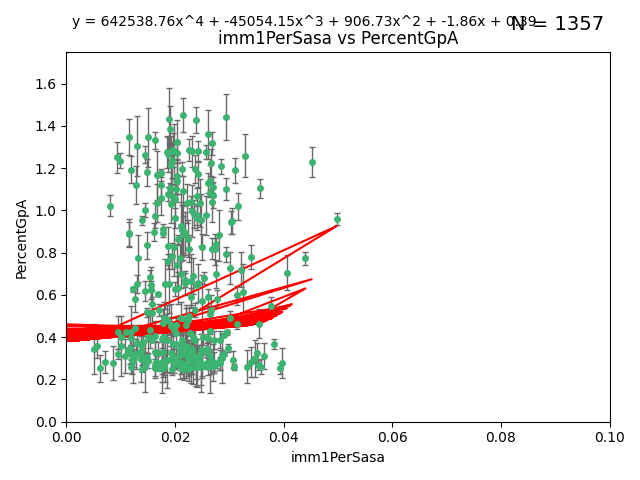 y = 642538.76x^4 + -45054.15x^3 + 906.73x^2 + -1.86x + 0.39
N = 1357
imm1PerSasa vs PercentGpA
1.6
1.4
1.2
1.0
0.8
0.6
0.4
0.2
0.0
PercentGpA
0.00 0.02 0.04 0.06 0.08 0.10
imm1PerSasa